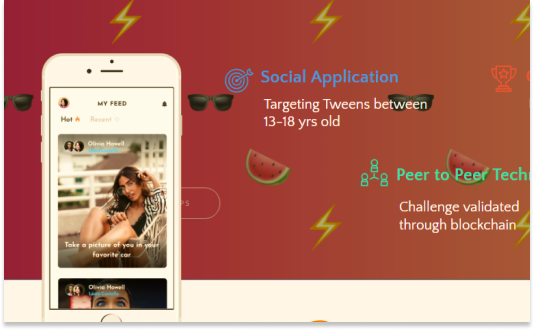 MY FEED
Hot
Recent
Olivia Howell
Take a picture of you in your
favorite car
Olivia Howell
Social Application
Targeting Tweens between
13-18 yrs old
Peer to Peer Tech
Challenge validated
through blockchain